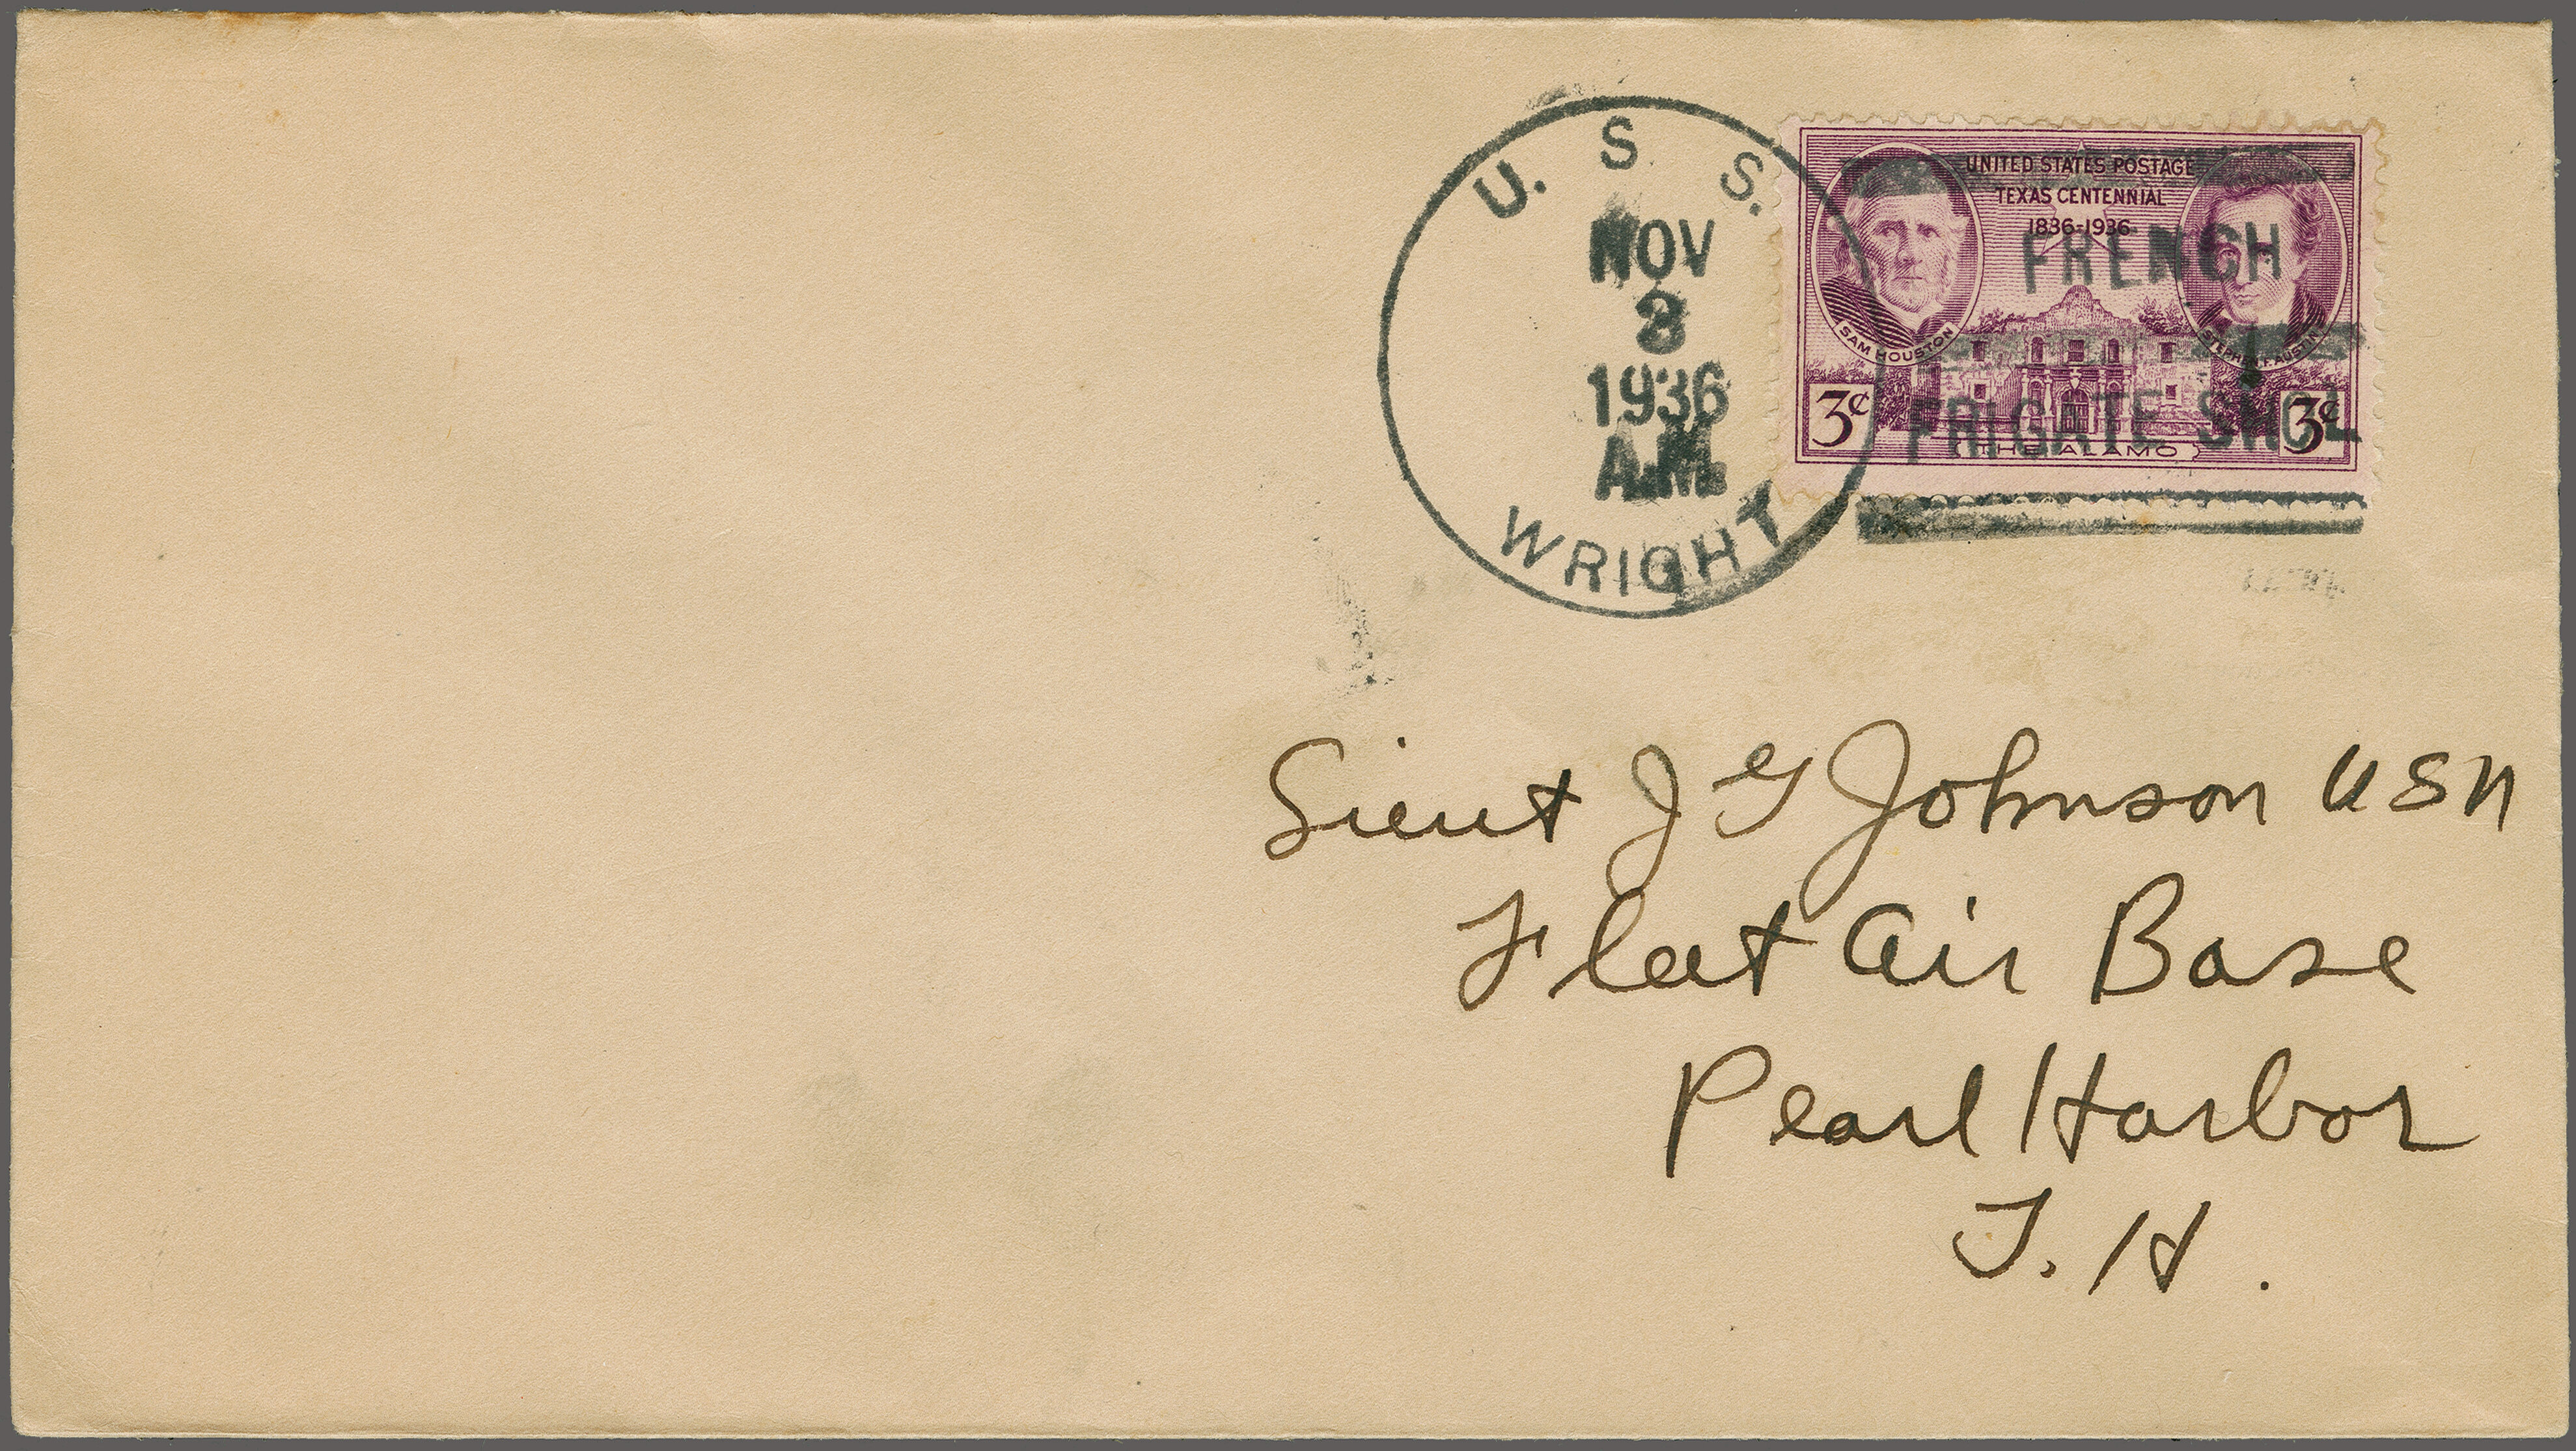 U. S. S.
NOV
3
1936
A.M.
WRIGHT
UNITED STATES POSTAGE
TEXAS CENTENNIAL
1836-1936
FRENCH
SAM HOUSTON
STEPHEN F. AUSTIN
3¢
FRIGATE SHOL
3¢
THE ALAMO
Lieut J G Johnson USN
Fleet Air Base
Pearl Harbor
T. H.